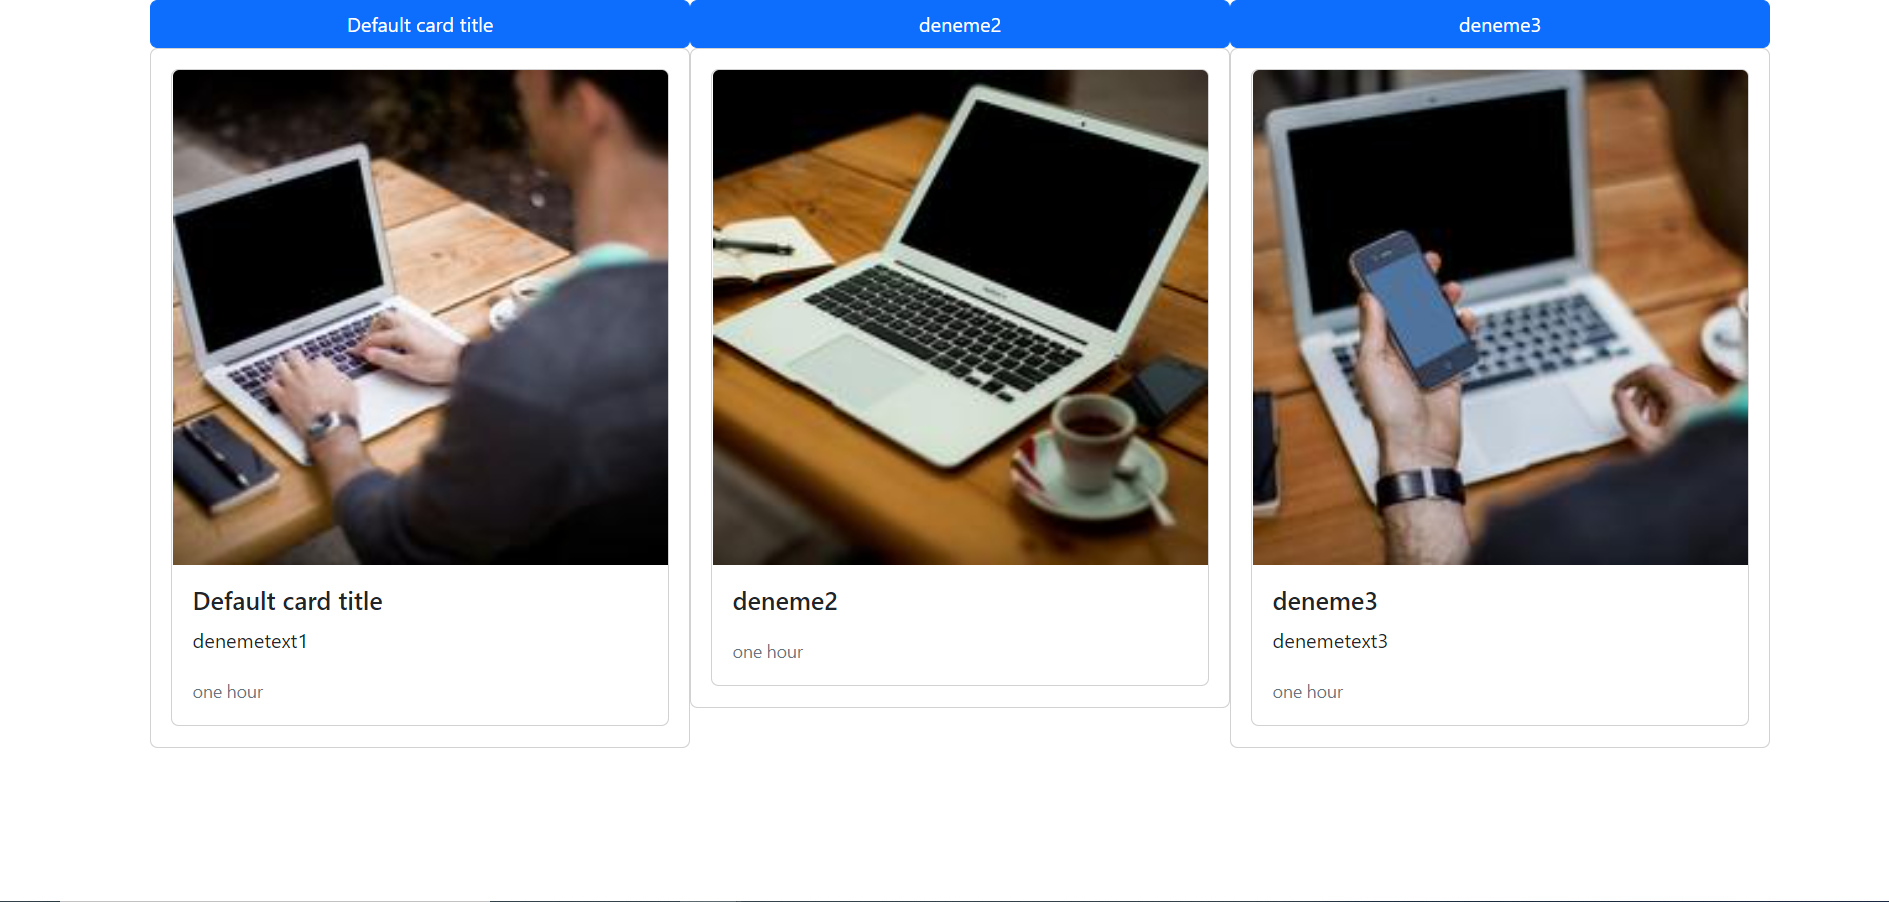 Default card title
deneme2
deneme3
Default card title
denemetext1
one hour
deneme2
one hour
deneme3
denemetext3
one hour